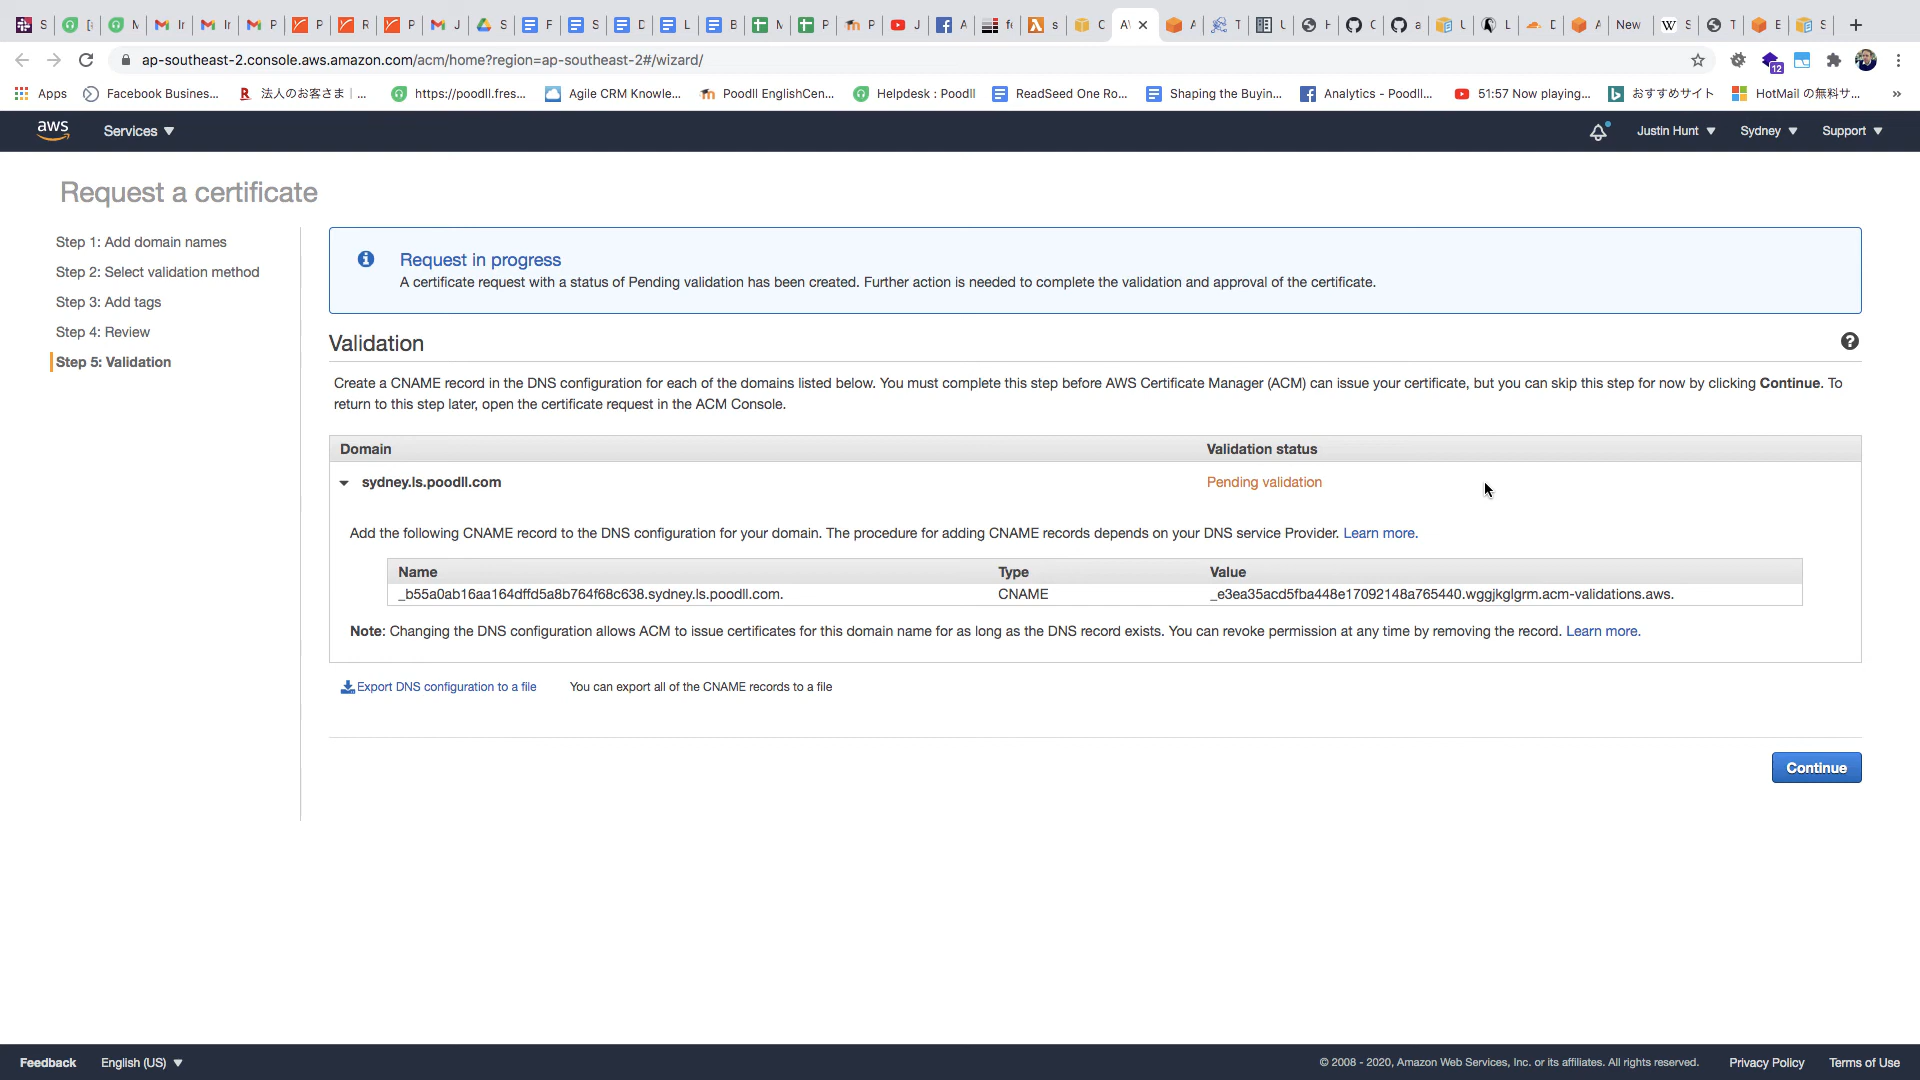 S [ M Ir Ir P P R P J S F S D L B M P P J A fo s C A A T U H C a U L D A New S T E S
ap-southeast-2.console.aws.amazon.com/acm/home?region=ap-southeast-2#/wizard/
12
Apps Facebook Business... 法人のお客さま | ... https://poodll.fres... Agile CRM Knowle... Poodll EnglishCen... Helpdesk : Poodll ReadSeed One Ro... Shaping the Buyin... Analytics - Poodll... 51:57 Now playing... おすすめサイト HotMail の無料サ... »
aws Services Justin Hunt Sydney Support
Request a certificate
Step 1: Add domain names
Step 2: Select validation method
Step 3: Add tags
Step 4: Review
Step 5: Validation
Request in progress
A certificate request with a status of Pending validation has been created. Further action is needed to complete the validation and approval of the certificate.
Validation
Create a CNAME record in the DNS configuration for each of the domains listed below. You must complete this step before AWS Certificate Manager (ACM) can issue your certificate, but you can skip this step for now by clicking Continue. To
return to this step later, open the certificate request in the ACM Console.
Domain Validation status
sydney.ls.poodll.com Pending validation
Add the following CNAME record to the DNS configuration for your domain. The procedure for adding CNAME records depends on your DNS service Provider. Learn more.
Name Type Value
_b55a0ab16aa164dffd5a8b764f68c638.sydney.ls.poodll.com. CNAME _e3ea35acd5fba448e17092148a765440.wggjkglgrm.acm-validations.aws.
Note: Changing the DNS configuration allows ACM to issue certificates for this domain name for as long as the DNS record exists. You can revoke permission at any time by removing the record. Learn more.
Export DNS configuration to a file You can export all of the CNAME records to a file
Continue
Feedback English (US) © 2008 - 2020, Amazon Web Services, Inc. or its affiliates. All rights reserved. Privacy Policy Terms of Use